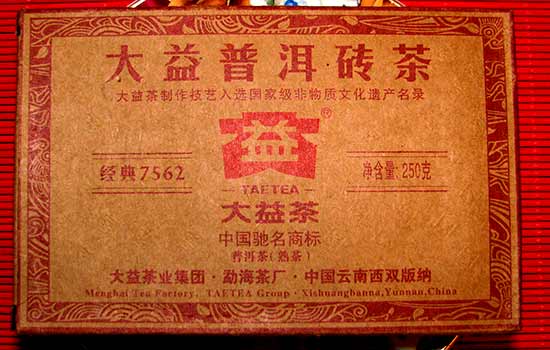 大益普洱砖茶
大益茶制作技艺入选国家级非物质文化遗产名录
益®
经典7562
净含量: 250克
TAETEA
大益茶
中国驰名商标
普洱茶(熟茶)
大益茶业集团·勐海茶厂·中国云南西双版纳
Menghai Tea Factory, TAETEA Group · Xishuangbanna, Yunnan, China